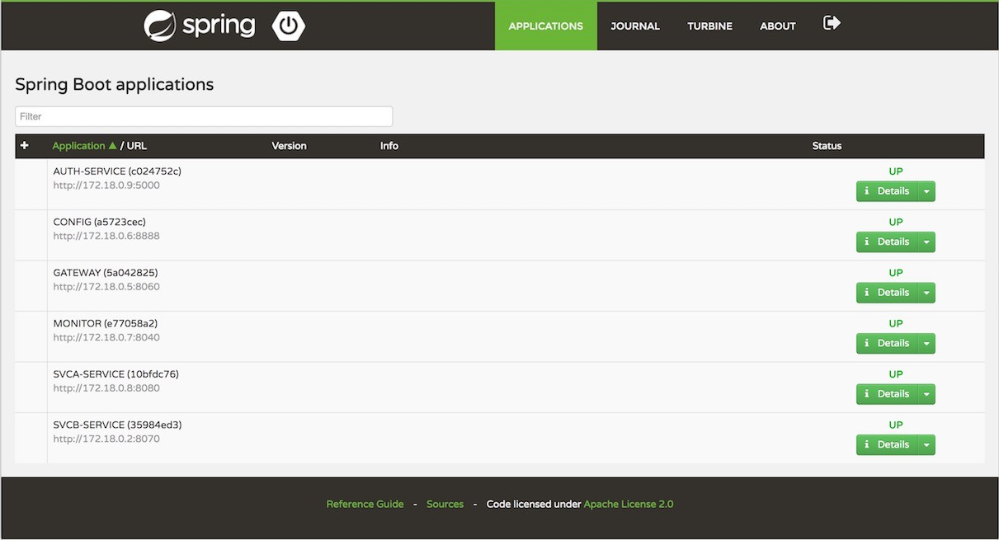 spring
APPLICATIONS JOURNAL TURBINE ABOUT
Spring Boot applications
Filter
+ Application ▲ / URL Version Info Status
AUTH-SERVICE (c024752c) UP
http://172.18.0.9:5000 i Details
CONFIG (a5723cec) UP
http://172.18.0.6:8888 i Details
GATEWAY (5a042825) UP
http://172.18.0.5:8060 i Details
MONITOR (e77058a2) UP
http://172.18.0.7:8040 i Details
SVCA-SERVICE (10bfdc76) UP
http://172.18.0.8:8080 i Details
SVCB-SERVICE (35984ed3) UP
http://172.18.0.2:8070 i Details
Reference Guide - Sources - Code licensed under Apache License 2.0